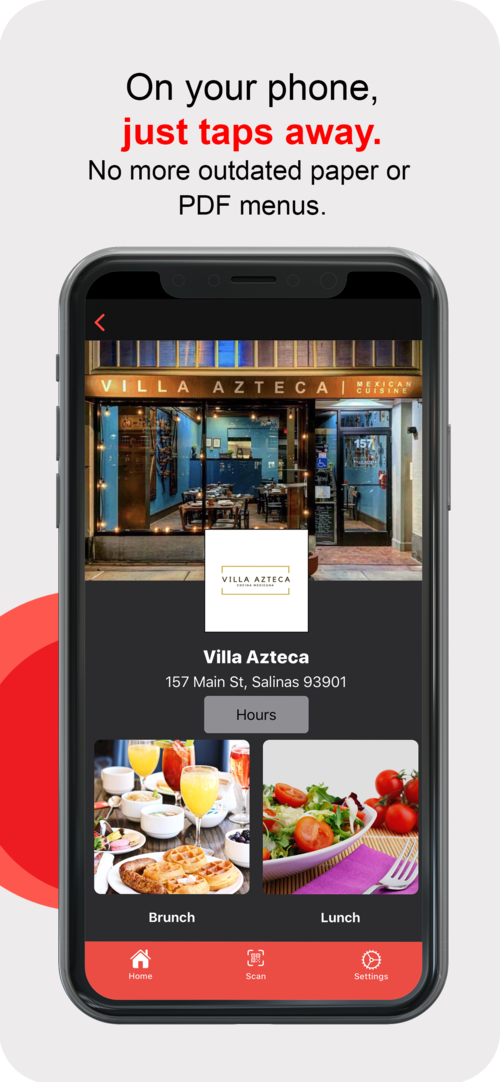 On your phone,
just taps away.
No more outdated paper or
PDF menus.
VILLA AZTECA | MEXICAN
CUISINE
157
VILLA AZTECA
COCINA MEXICANA
Villa Azteca
157 Main St, Salinas 93901
Hours
Brunch
Lunch
Home
Scan
Settings